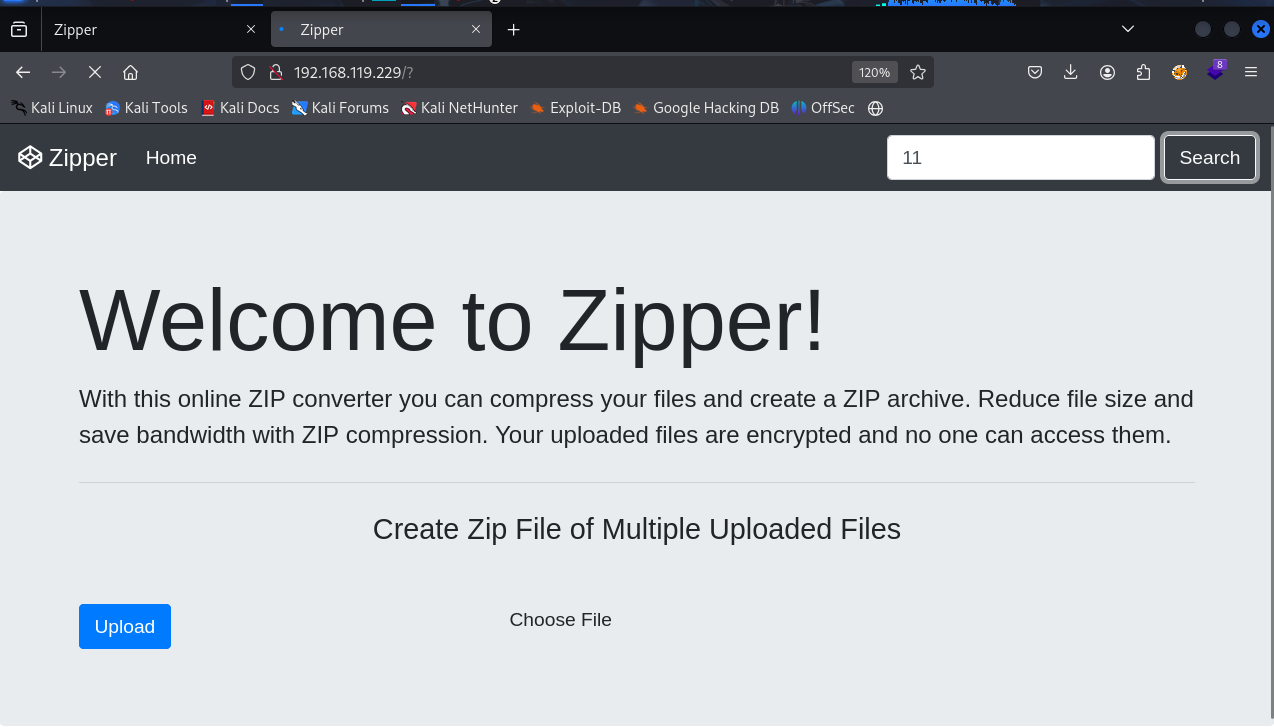 Zipper
Zipper
192.168.119.229/?
120%
8
Kali Linux
Kali Tools
Kali Docs
Kali Forums
Kali NetHunter
Exploit-DB
Google Hacking DB
OffSec
Zipper
Home
11
Search
Welcome to Zipper!
With this online ZIP converter you can compress your files and create a ZIP archive. Reduce file size and
save bandwidth with ZIP compression. Your uploaded files are encrypted and no one can access them.
Create Zip File of Multiple Uploaded Files
Upload
Choose File